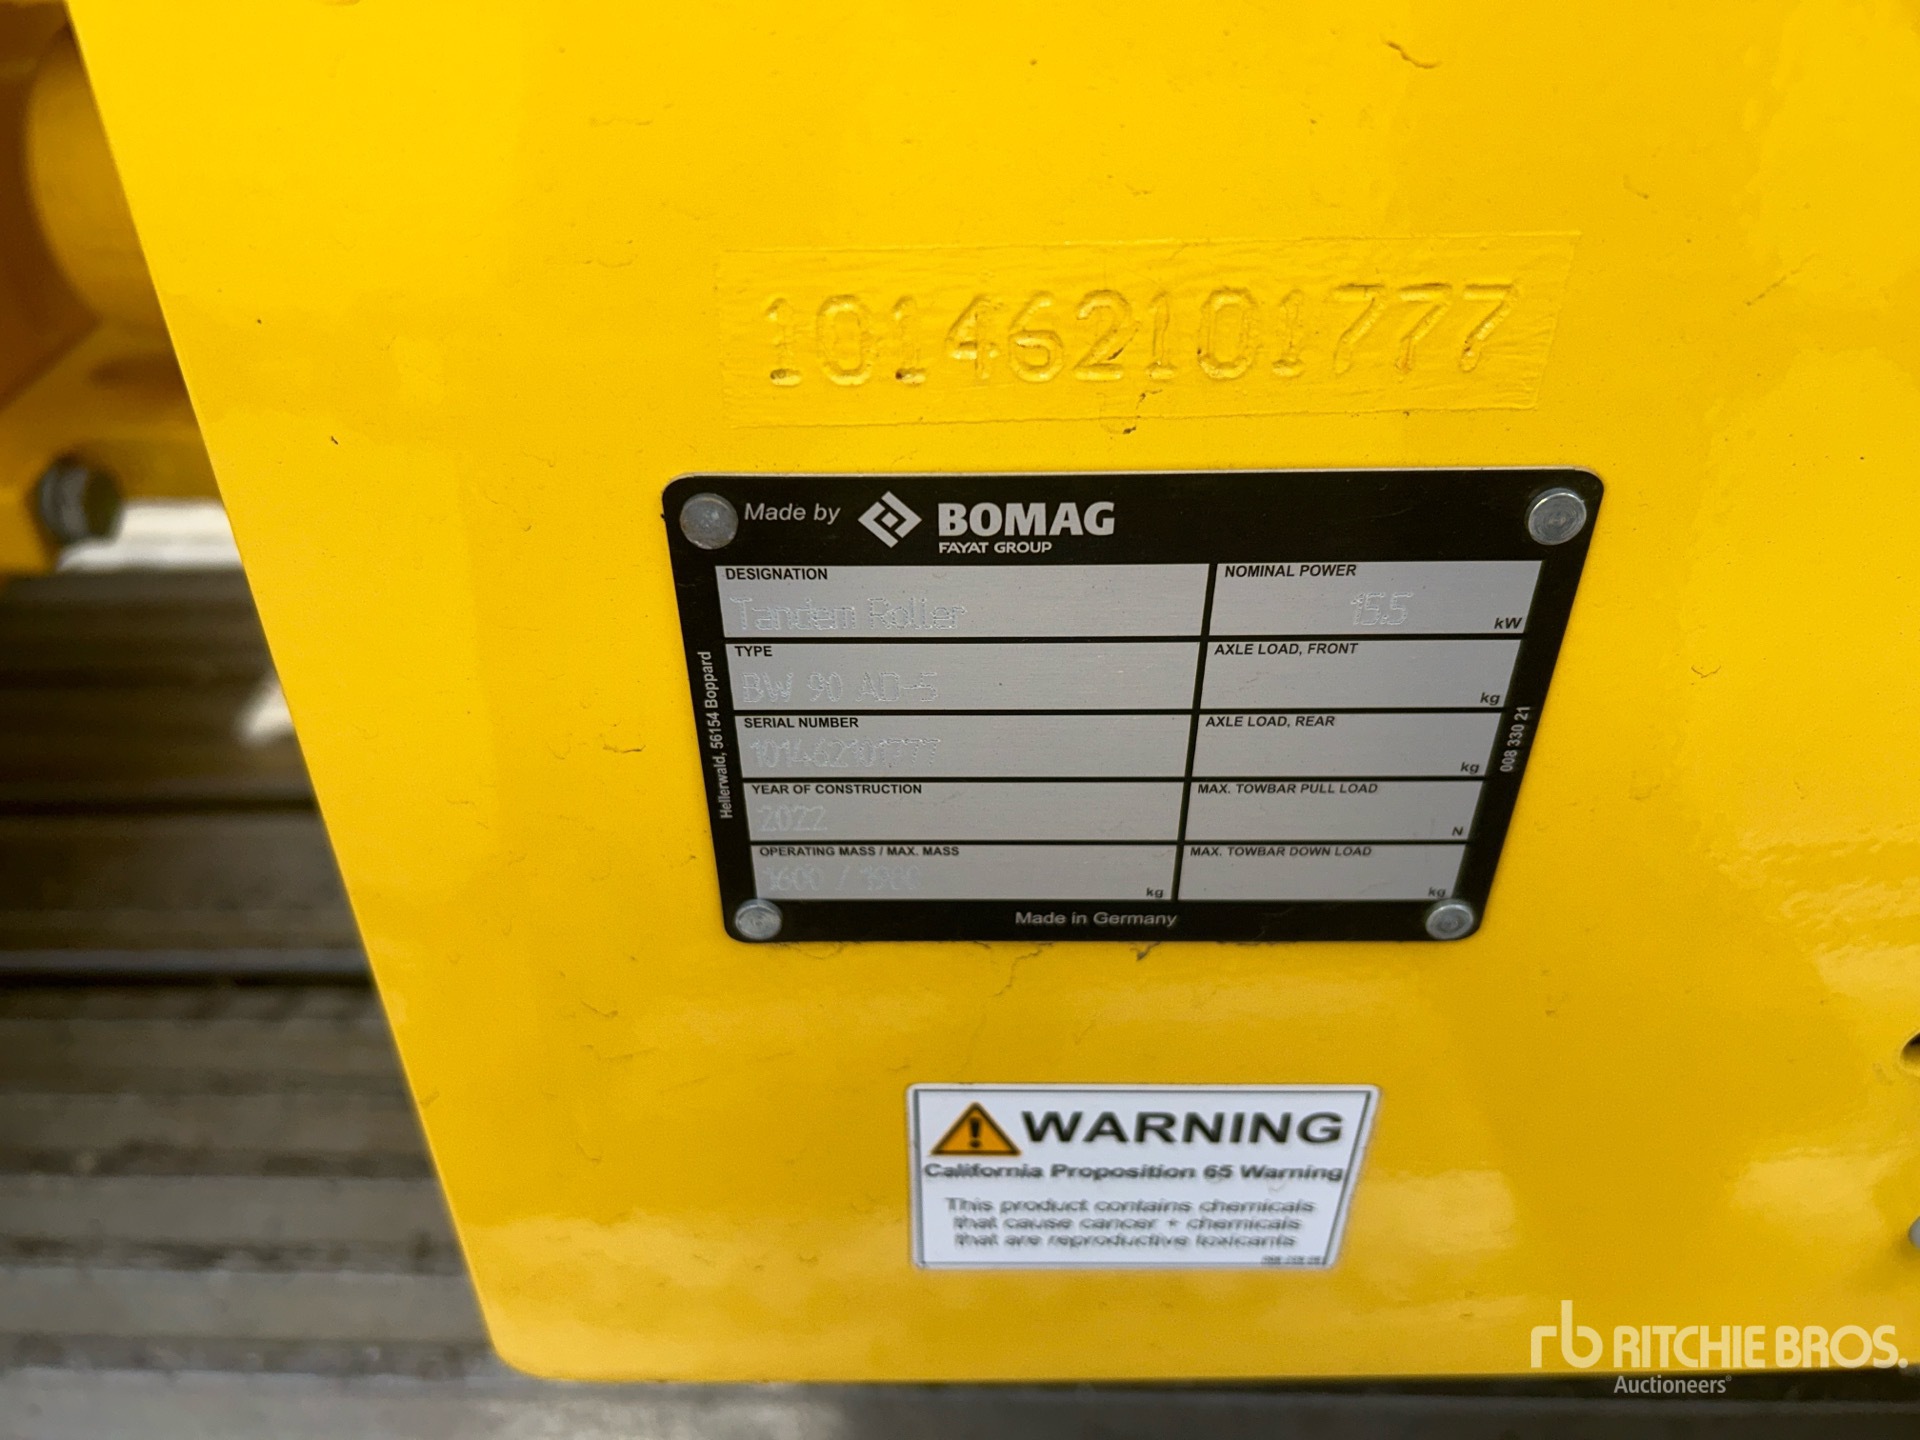 101462101777
Made by BOMAG
FAYAT GROUP
DESIGNATION
Tandem Roller
NOMINAL POWER
15.5 kW
TYPE
BW 90 AD-5
AXLE LOAD, FRONT
kg
SERIAL NUMBER
101462101777
AXLE LOAD, REAR
kg
YEAR OF CONSTRUCTION
2022
MAX. TOWBAR PULL LOAD
N
OPERATING MASS / MAX. MASS
1600 / kg
MAX. TOWBAR DOWN LOAD
kg
Hellerwald, 56154 Boppard
008 330 21
Made in Germany
WARNING
California Proposition 65 Warning
This product contains chemicals
that cause cancer + chemicals
that are reproductive toxicants
rb RITCHIE BROS.
Auctioneers